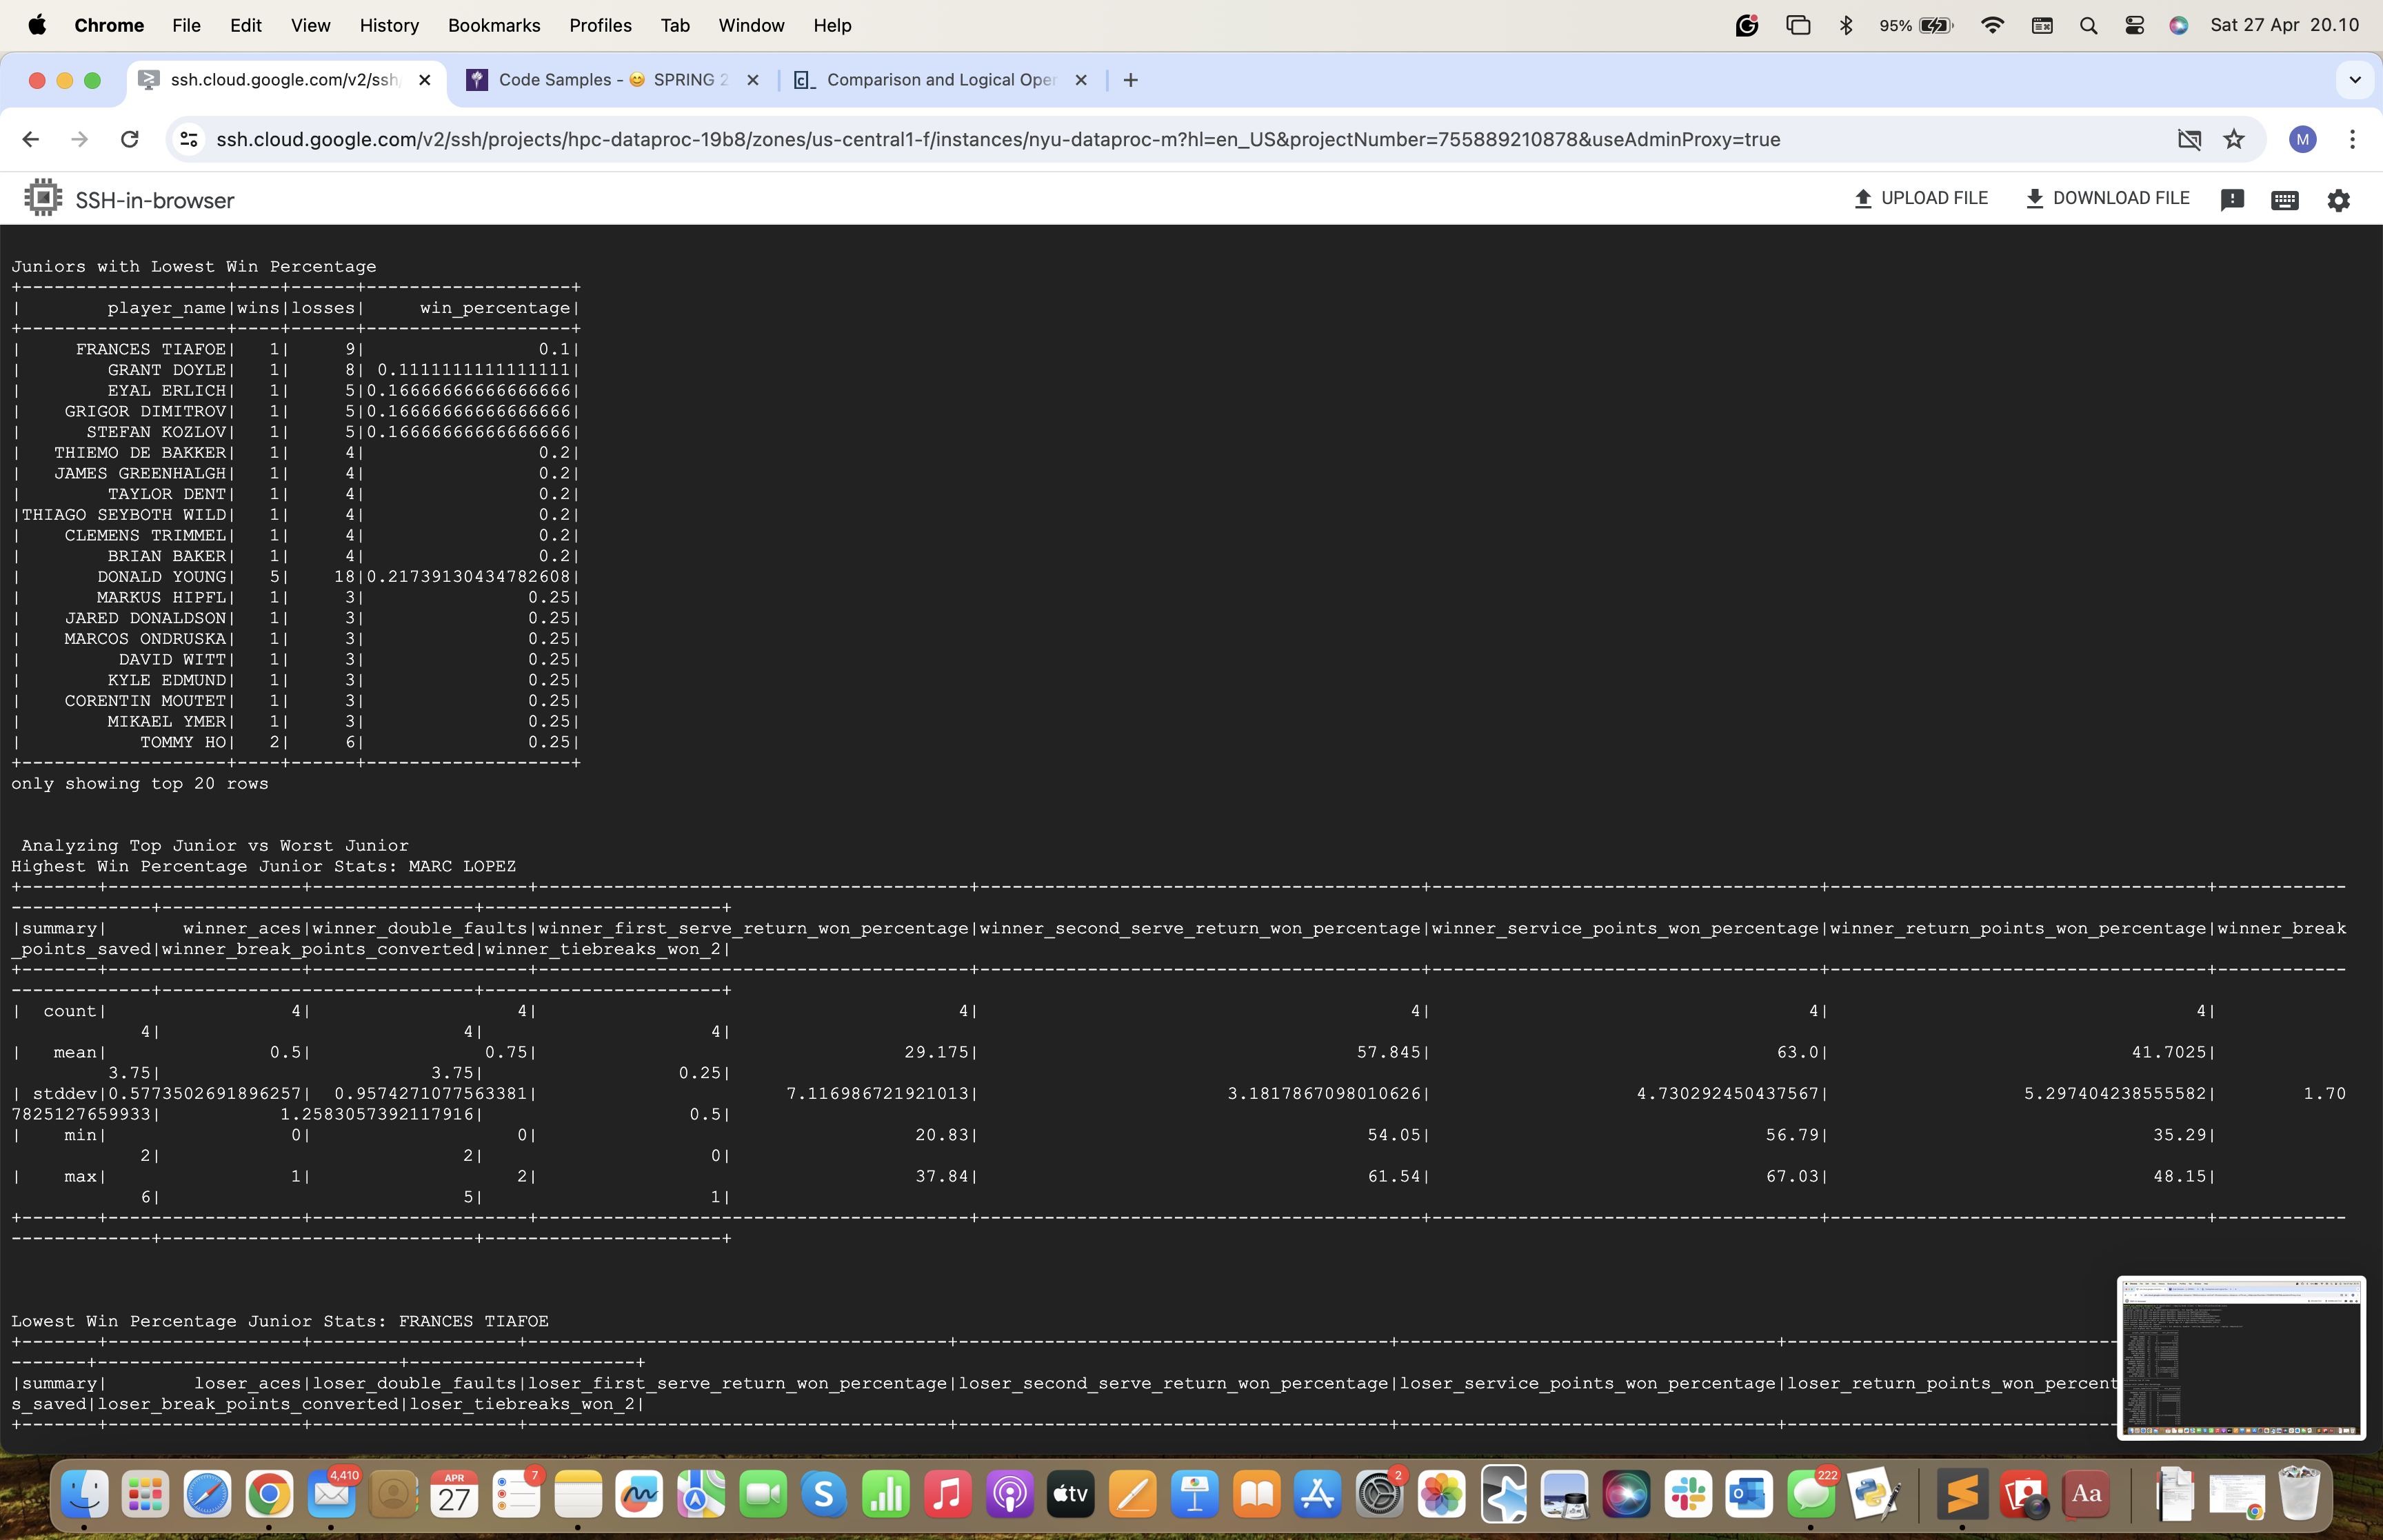 Chrome File Edit View History Bookmarks Profiles Tab Window Help 95% Sat 27 Apr 20.10
ssh.cloud.google.com/v2/ssh/ Code Samples - 😊 SPRING 2 Comparison and Logical Oper
ssh.cloud.google.com/v2/ssh/projects/hpc-dataproc-19b8/zones/us-central1-f/instances/nyu-dataproc-m?hl=en_US&projectNumber=755889210878&useAdminProxy=true M
SSH-in-browser UPLOAD FILE DOWNLOAD FILE
Juniors with Lowest Win Percentage
+--------------------+----+------+-------------------+
|         player_name|wins|losses|     win_percentage|
+--------------------+----+------+-------------------+
|      FRANCES TIAFOE|   1|     9|                0.1|
|         GRANT DOYLE|   1|     8| 0.1111111111111111|
|         EYAL ERLICH|   1|     5|0.16666666666666666|
|     GRIGOR DIMITROV|   1|     5|0.16666666666666666|
|       STEFAN KOZLOV|   1|     5|0.16666666666666666|
|    THIEMO DE BAKKER|   1|     4|                0.2|
|    JAMES GREENHALGH|   1|     4|                0.2|
|         TAYLOR DENT|   1|     4|                0.2|
|THIAGO SEYBOTH WILD|   1|     4|                0.2|
|     CLEMENS TRIMMEL|   1|     4|                0.2|
|         BRIAN BAKER|   1|     4|                0.2|
|        DONALD YOUNG|   5|    18|0.21739130434782608|
|        MARKUS HIPFL|   1|     3|               0.25|
|     JARED DONALDSON|   1|     3|               0.25|
|     MARCOS ONDRUSKA|   1|     3|               0.25|
|          DAVID WITT|   1|     3|               0.25|
|         KYLE EDMUND|   1|     3|               0.25|
|     CORENTIN MOUTET|   1|     3|               0.25|
|         MIKAEL YMER|   1|     3|               0.25|
|            TOMMY HO|   2|     6|               0.25|
+--------------------+----+------+-------------------+
only showing top 20 rows
Analyzing Top Junior vs Worst Junior
Highest Win Percentage Junior Stats: MARC LOPEZ
|summary| winner_aces|winner_double_faults|winner_first_serve_return_won_percentage|winner_second_serve_return_won_percentage|winner_service_points_won_percentage|winner_return_points_won_percentage|winner_break
_points_saved|winner_break_points_converted|winner_tiebreaks_won_2|
| count| 4| 4| 4| 4| 4| 4|
4| 4| 4|
| mean| 0.5| 0.75| 29.175| 57.845| 63.0| 41.7025|
3.75| 3.75| 0.25|
| stddev|0.5773502691896257| 0.9574271077563381| 7.116986721921013| 3.1817867098010626| 4.730292450437567| 5.297404238555582| 1.70
7825127659933| 1.2583057392117916| 0.5|
| min| 0| 0| 20.83| 54.05| 56.79| 35.29|
2| 2| 0|
| max| 1| 2| 37.84| 61.54| 67.03| 48.15|
6| 5| 1|
Lowest Win Percentage Junior Stats: FRANCES TIAFOE
|summary| loser_aces|loser_double_faults|loser_first_serve_return_won_percentage|loser_second_serve_return_won_percentage|loser_service_points_won_percentage|loser_return_points_won_percent
s_saved|loser_break_points_converted|loser_tiebreaks_won_2|
4,410 APR 27 7 tv 2 222 Aa